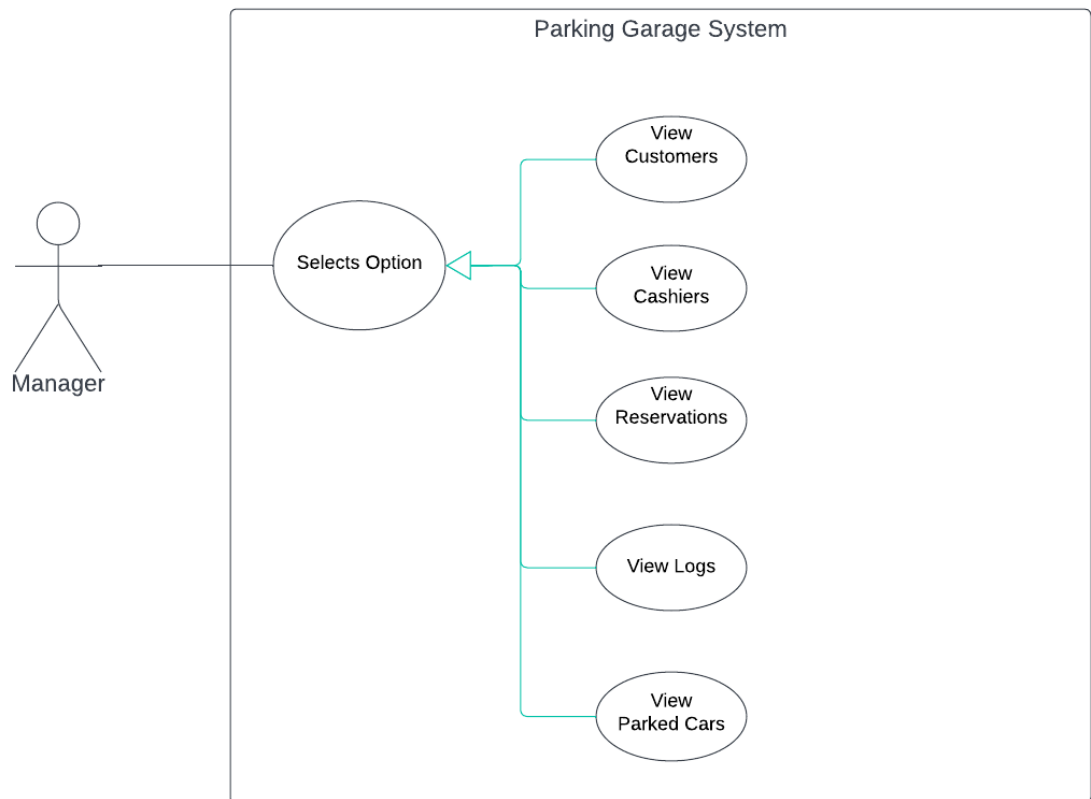 Parking Garage System
View
Customers
Selects Option
View
Cashiers
Manager
View
Reservations
View Logs
View
Parked Cars